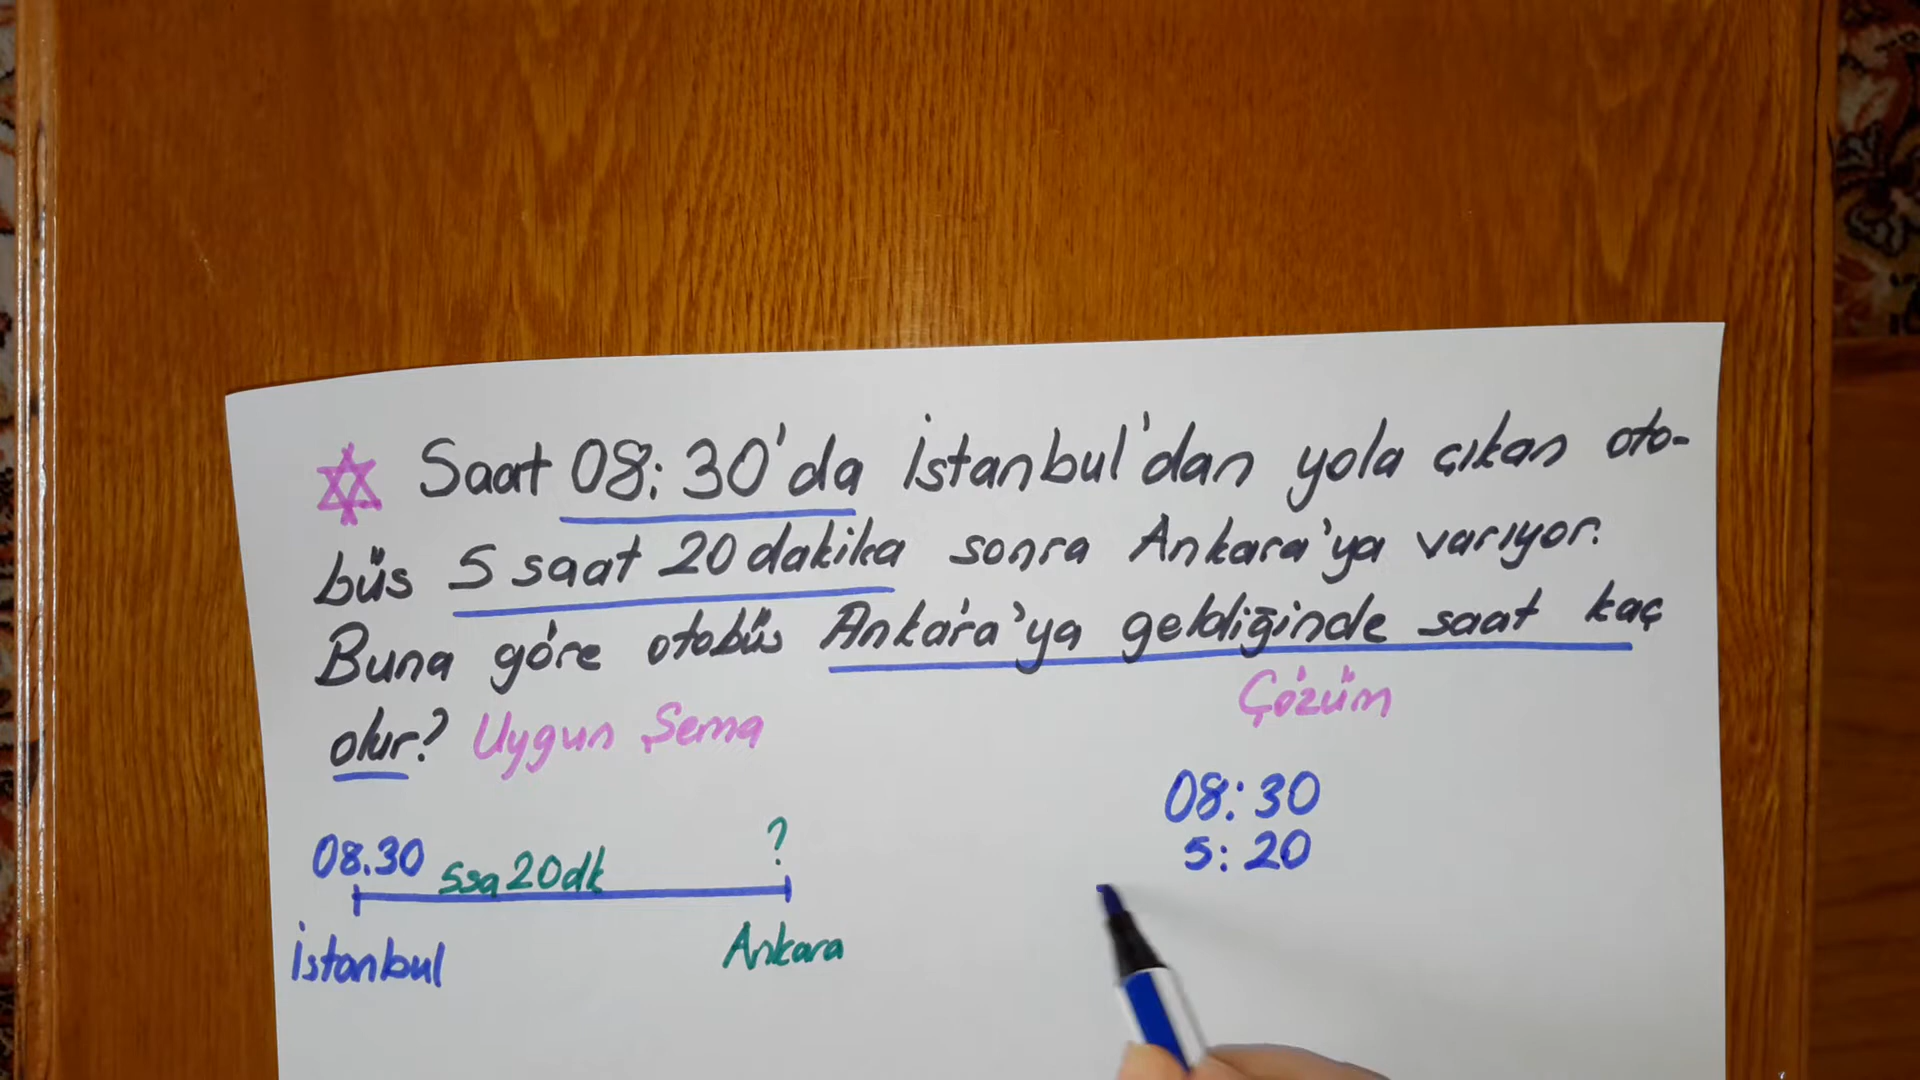 Saat 08:30'da İstanbul'dan yola çıkan oto-
büs 5 saat 20 dakika sonra Ankara'ya varıyor.
Buna göre otobüs Ankara'ya geldiğinde saat kaç
olur?
Uygun Şema
08.30
5sa 20dk
?
İstanbul
Ankara
Çözüm
08:30
5:20